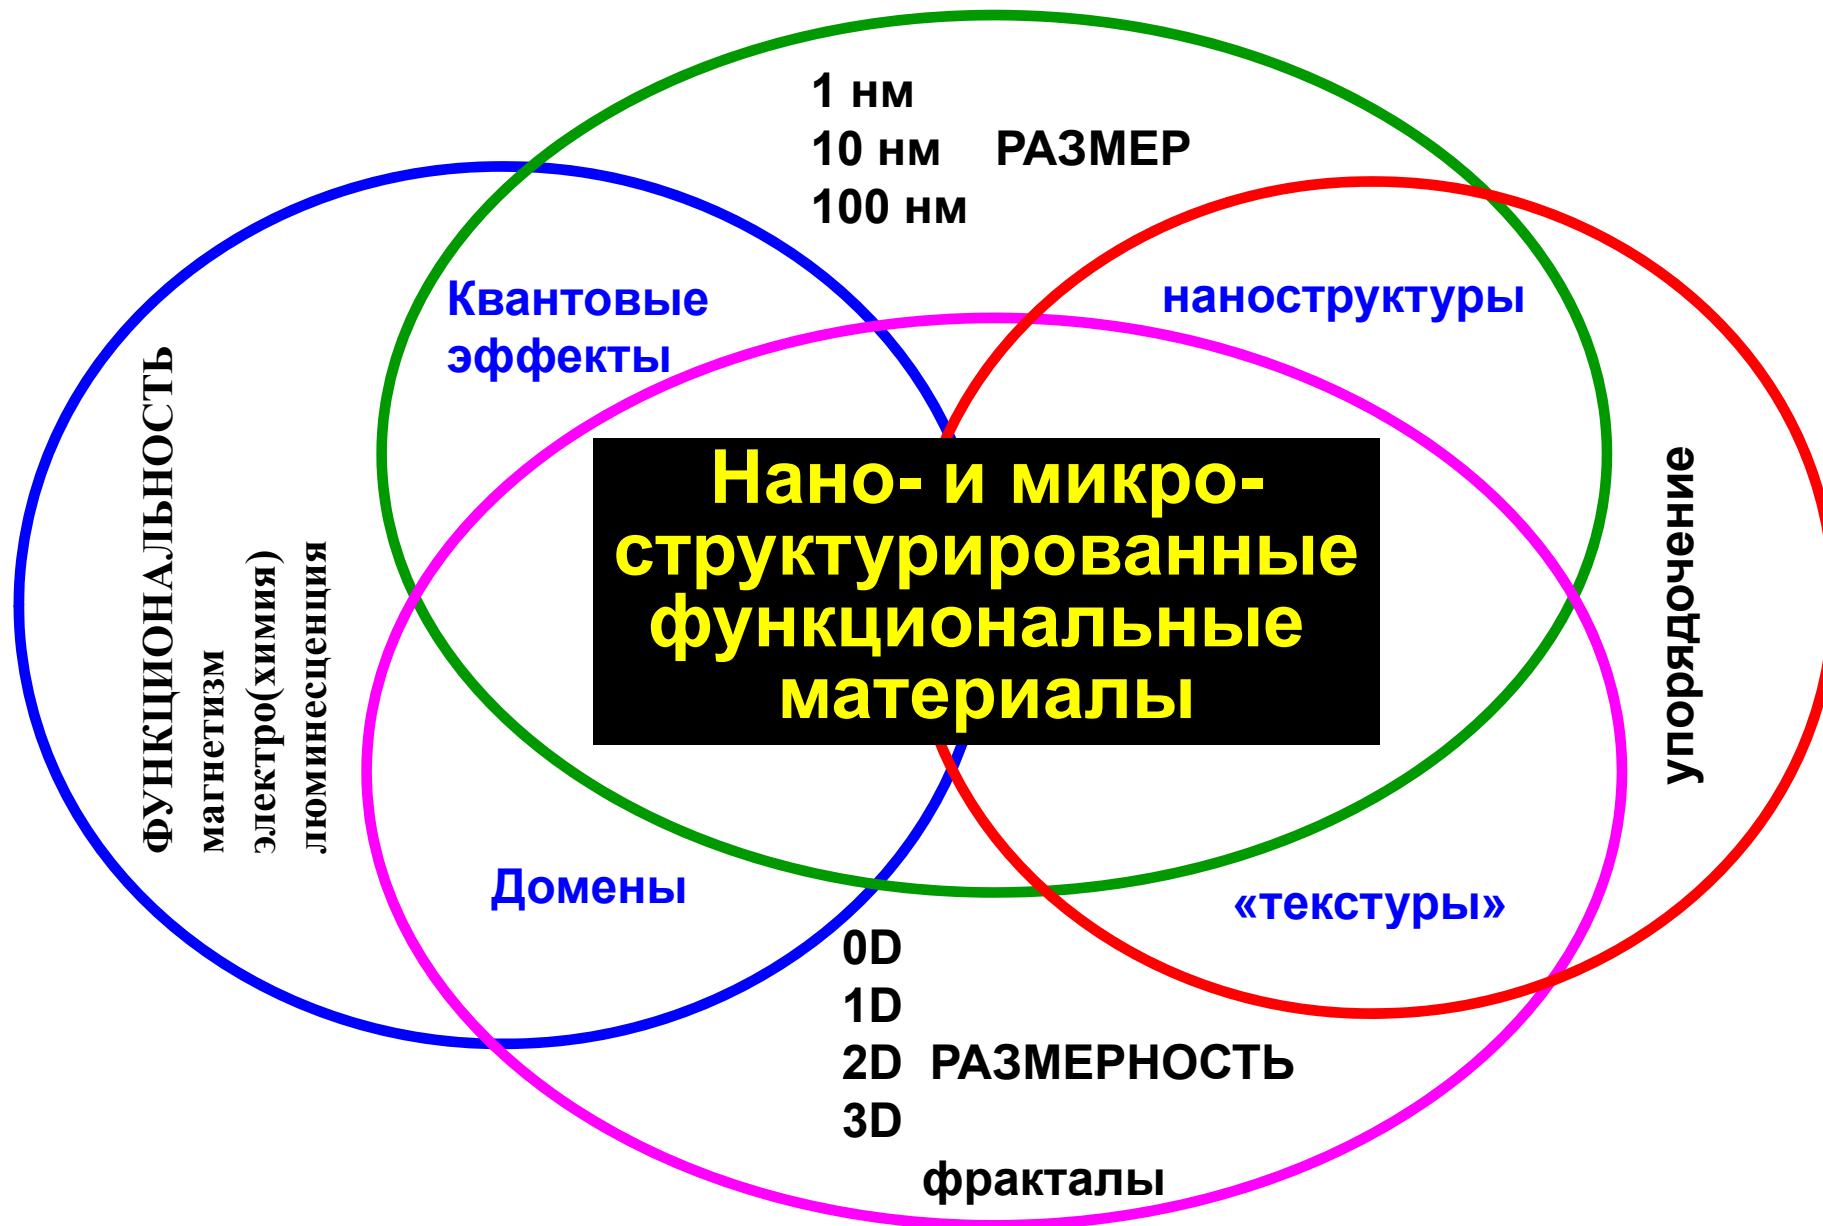 1 нм
10 нм РАЗМЕР
100 нм
Квантовые
эффекты
наноструктуры
ФУНКЦИОНАЛЬНОСТЬ
магнетизм
электро(химия)
люминесценция
Нано- и микро-
структурированные
функциональные
материалы
упорядочение
Домены
«текстуры»
0D
1D
2D РАЗМЕРНОСТЬ
3D
фракталы